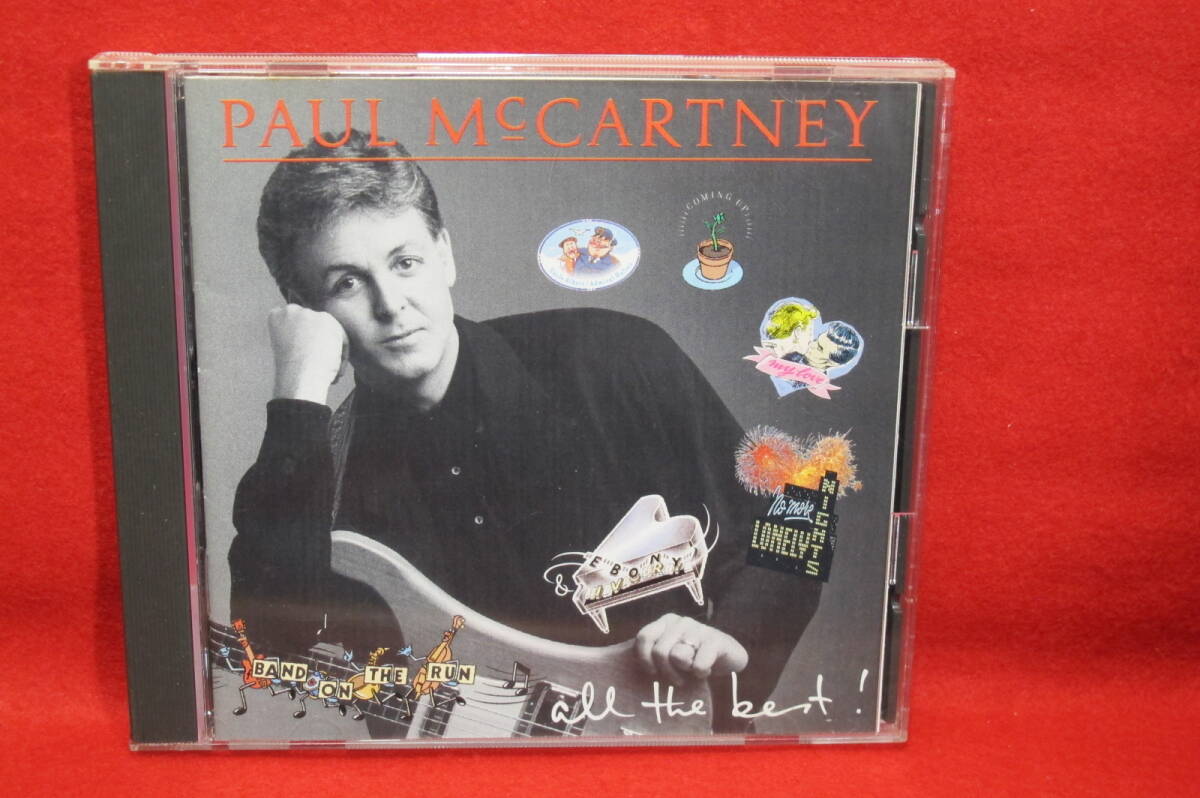 PAUL McCARTNEY
COMING UP
my love
No more
LONELY
NIGHTS
EBONY
& IVORY
BAND ON THE RUN
all the best!